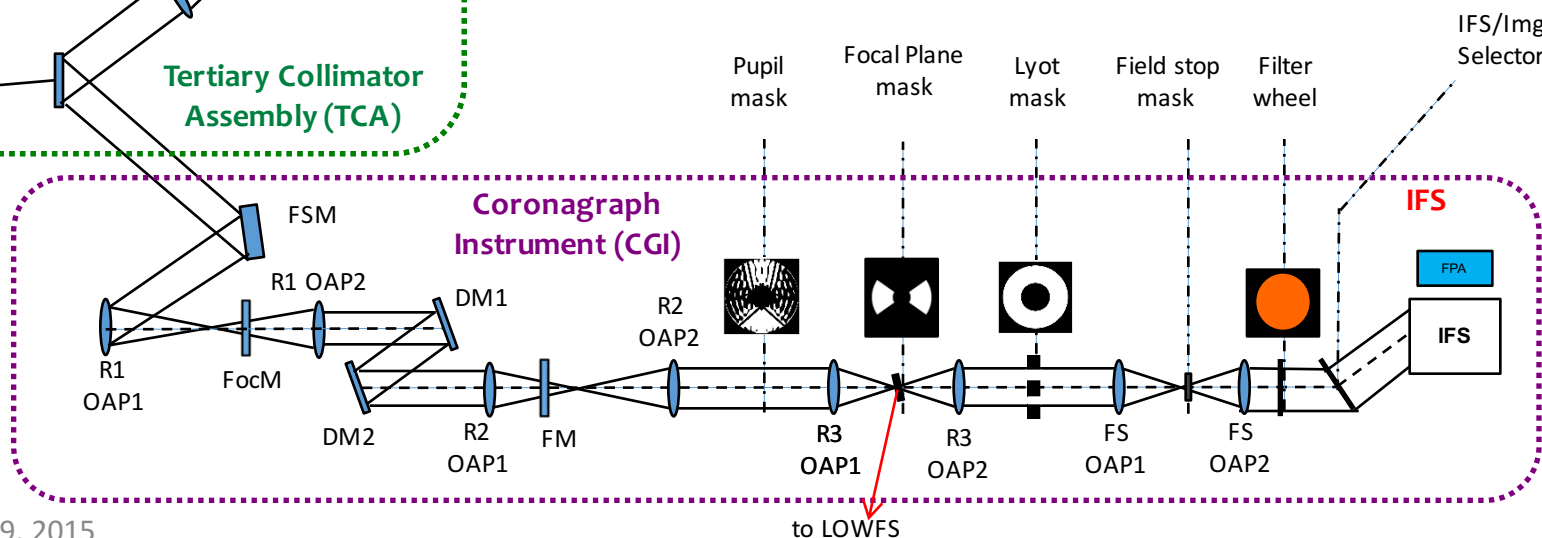 IFS/Img
Selector
Tertiary Collimator
Assembly (TCA)
Pupil
mask
Focal Plane
mask
Lyot
mask
Field stop
mask
Filter
wheel
Coronagraph
Instrument (CGI)
IFS
FSM
R1 OAP2
DM1
R2
OAP2
FPA
IFS
R1
OAP1
FocM
DM2
R2
OAP1
FM
R3
OAP1
R3
OAP2
FS
OAP1
FS
OAP2
to LOWFS
9, 2015